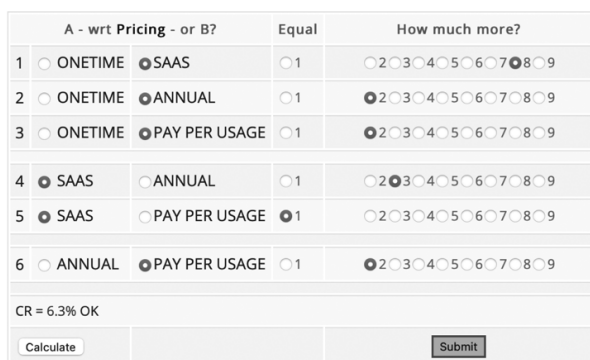 A - wrt Pricing - or B? Equal How much more?
1 ONETIME SAAS 1 2 3 4 5 6 7 8 9
2 ONETIME ANNUAL 1 2 3 4 5 6 7 8 9
3 ONETIME PAY PER USAGE 1 2 3 4 5 6 7 8 9
4 SAAS ANNUAL 1 2 3 4 5 6 7 8 9
5 SAAS PAY PER USAGE 1 2 3 4 5 6 7 8 9
6 ANNUAL PAY PER USAGE 1 2 3 4 5 6 7 8 9
CR = 6.3% OK
Calculate Submit